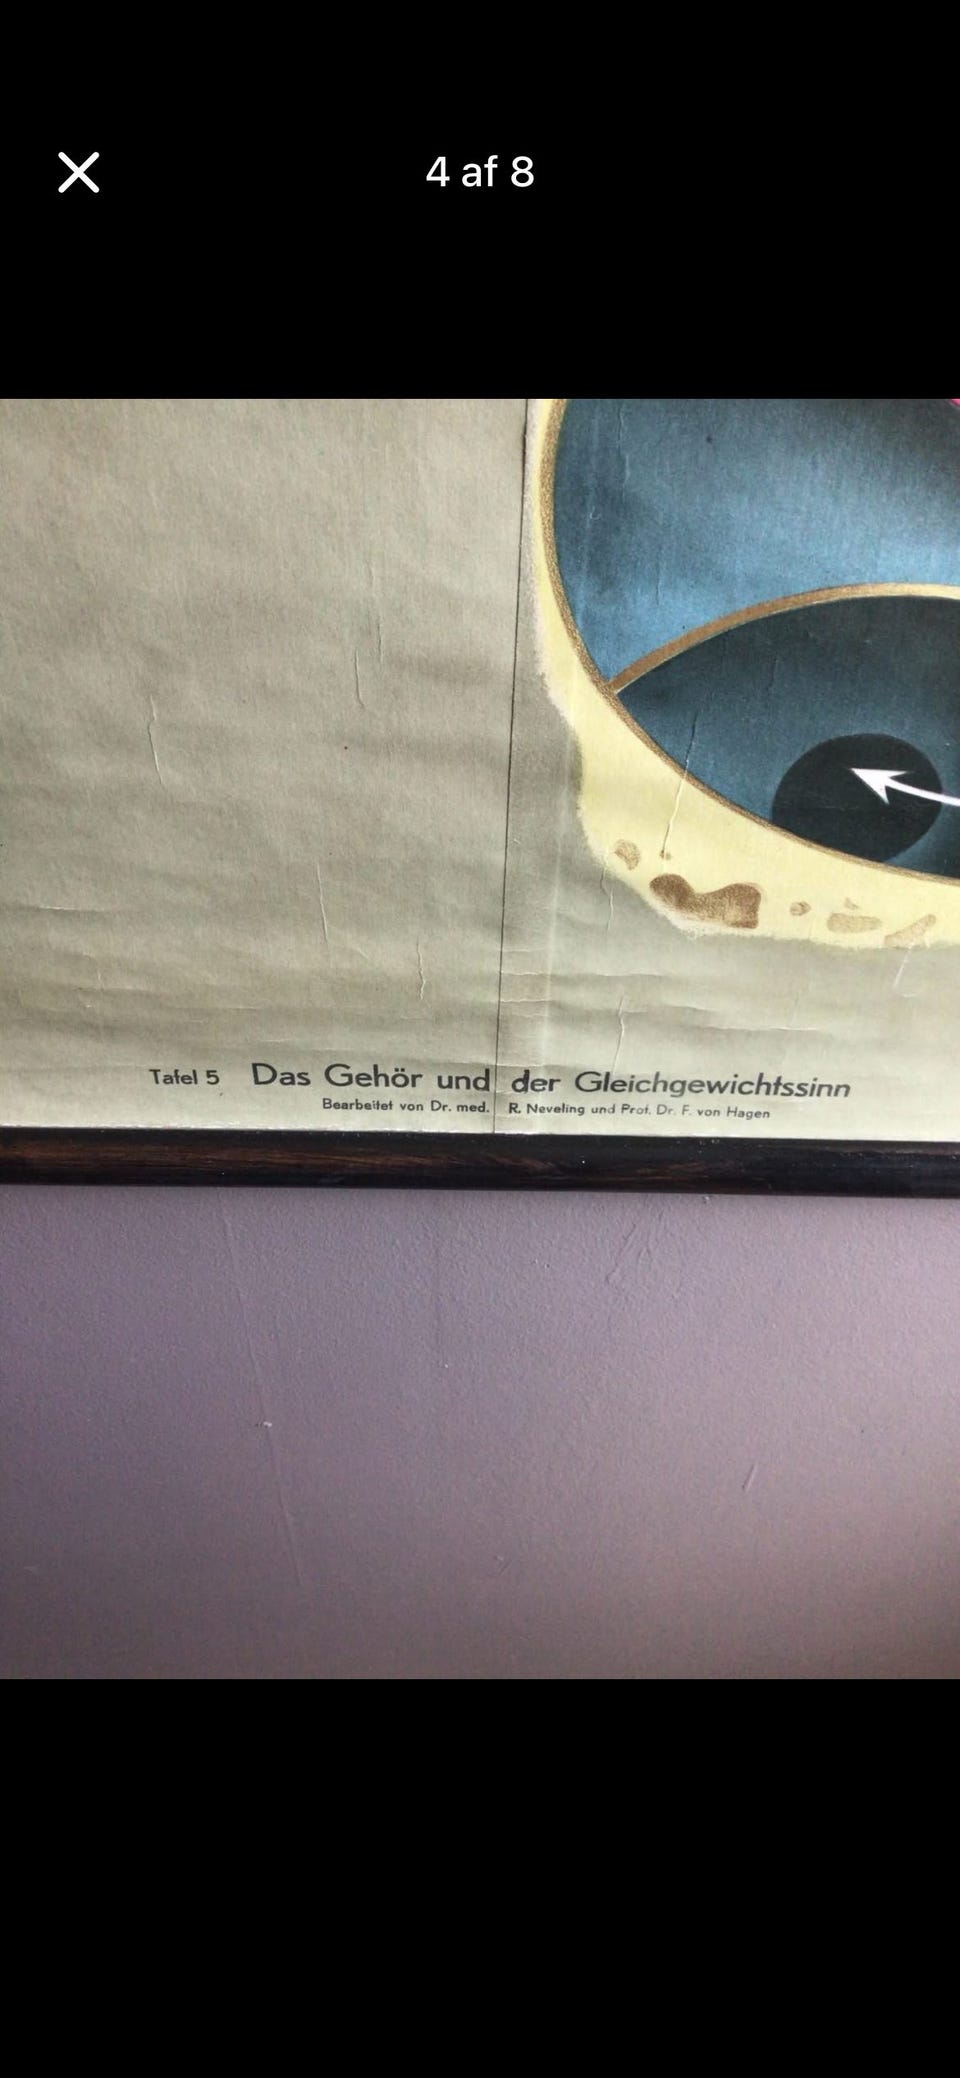 4 af 8
Tafel 5 Das Gehör und der Gleichgewichtssinn
Bearbeitet von Dr. med. R. Neveling und Prof. Dr. F. von Hagen